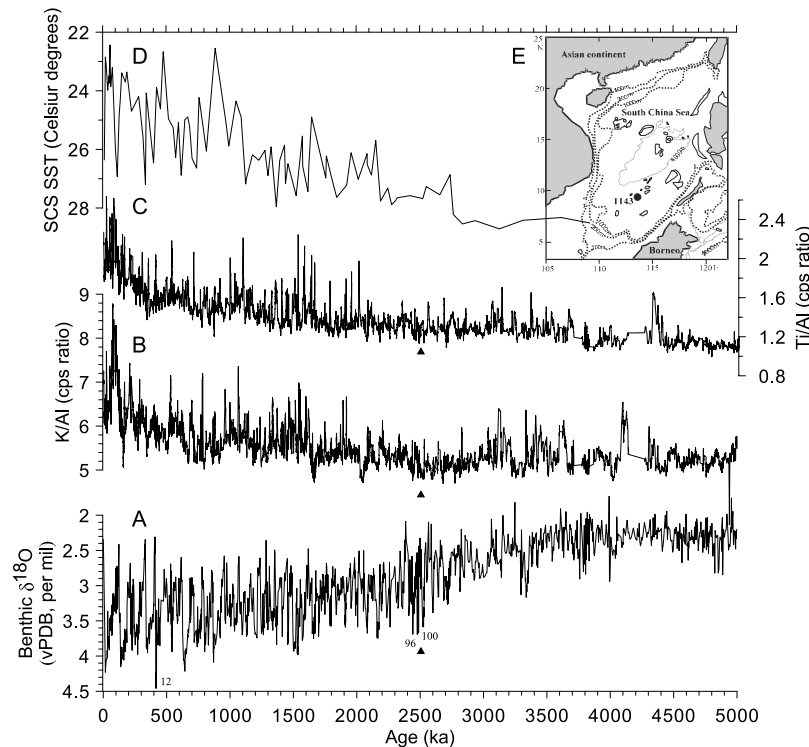 D
E
22
24
26
28
SCS SST (Celsiur degrees)
25
N
20
15
10
5
105
110
115
120E
Asian continent
South China Sea
1143
Borneo
C
2.4
2
1.6
1.2
0.8
Ti/Al (cps ratio)
B
9
8
7
6
5
K/Al (cps ratio)
A
2
2.5
3
3.5
4
4.5
Benthic δ18O
(vPDB, per mil)
12
96
100
0 500 1000 1500 2000 2500 3000 3500 4000 4500 5000
Age (ka)